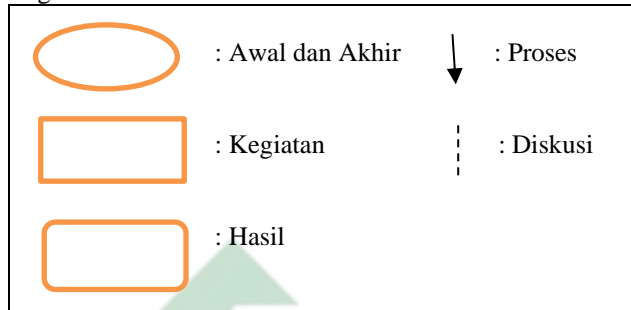 : Awal dan Akhir
: Proses
: Kegiatan
: Diskusi
: Hasil